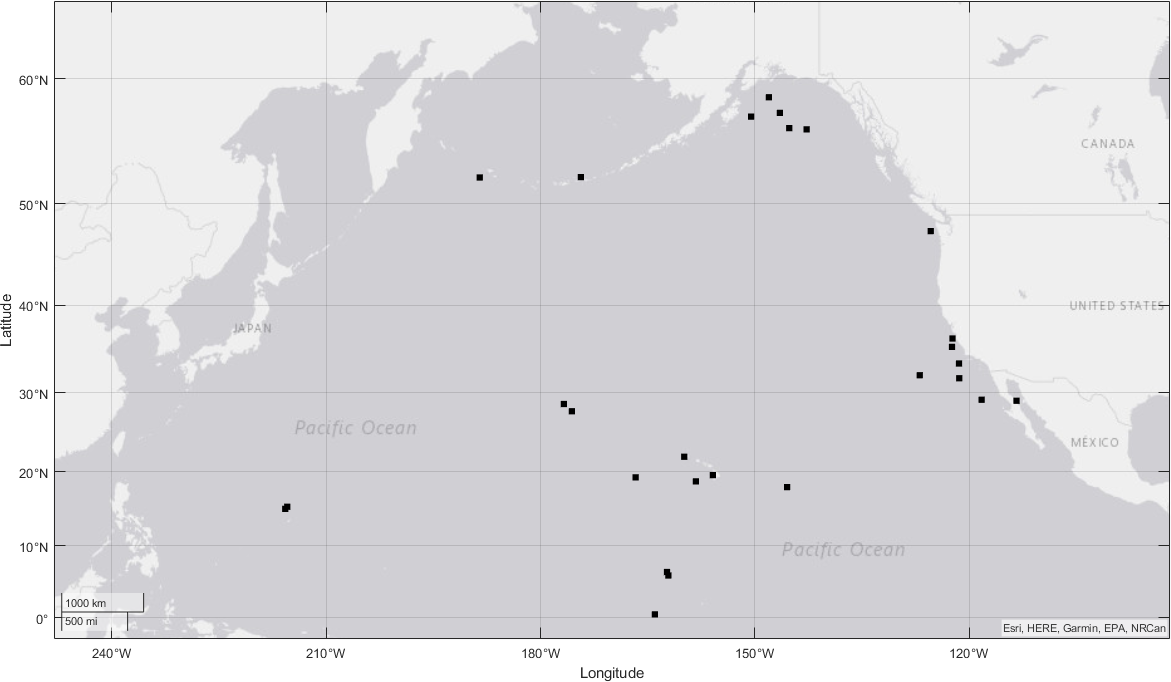 60°N
CANADA
50°N
UNITED STATES
40°N
JAPAN
Latitude
30°N
Pacific Ocean
MÉXICO
20°N
10°N
Pacific Ocean
1000 km
500 mi
0°
Esri, HERE, Garmin, EPA, NRCan
240°W 210°W 180°W 150°W 120°W
Longitude